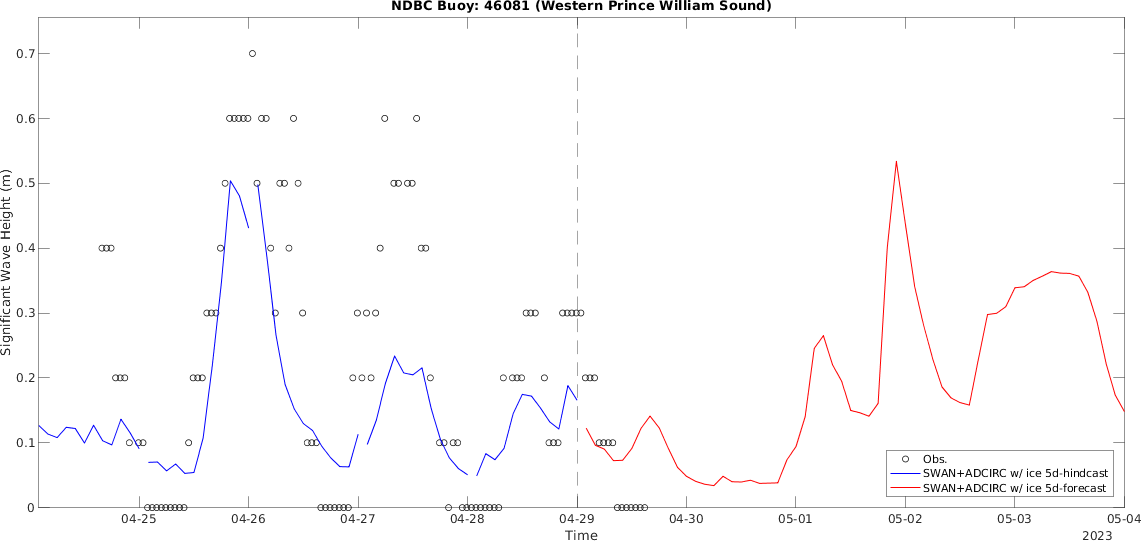 NDBC Buoy: 46081 (Western Prince William Sound)
Significant Wave Height (m)
0.7
0.6
0.5
0.4
0.3
0.2
0.1
0
04-25 04-26 04-27 04-28 04-29 04-30 05-01 05-02 05-03 05-04
Time
2023
Obs.
SWAN+ADCIRC w/ ice 5d-hindcast
SWAN+ADCIRC w/ ice 5d-forecast